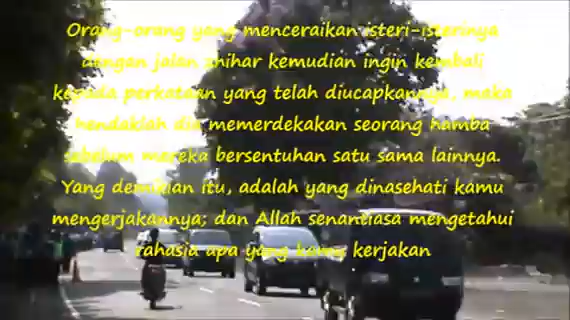 Orang-orang yang menceraikan isteri-isterinya
dengan jalan zhihar kemudian ingin kembali
kepada perkataan yang telah diucapkannya, maka
hendaklah dia memerdekakan seorang hamba
sebelum mereka bersentuhan satu sama lainnya.
Yang demikian itu, adalah yang dinasehati kamu
mengerjakannya; dan Allah senantiasa mengetahui
rahasia apa yang kamu kerjakan